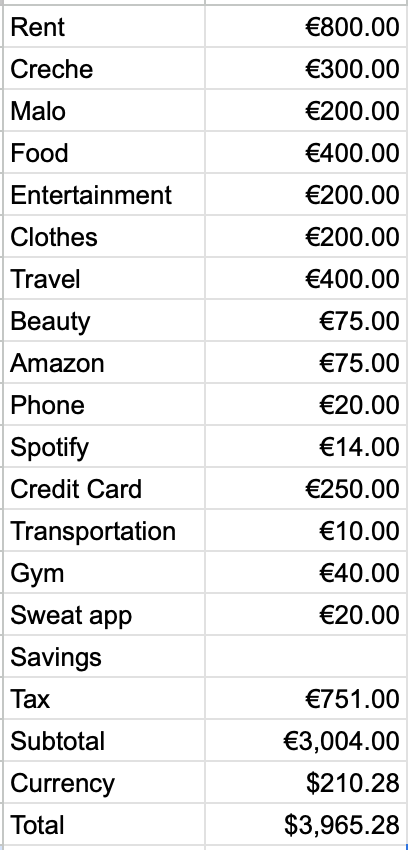 Rent €800.00
Creche €300.00
Malo €200.00
Food €400.00
Entertainment €200.00
Clothes €200.00
Travel €400.00
Beauty €75.00
Amazon €75.00
Phone €20.00
Spotify €14.00
Credit Card €250.00
Transportation €10.00
Gym €40.00
Sweat app €20.00
Savings
Tax €751.00
Subtotal €3,004.00
Currency $210.28
Total $3,965.28